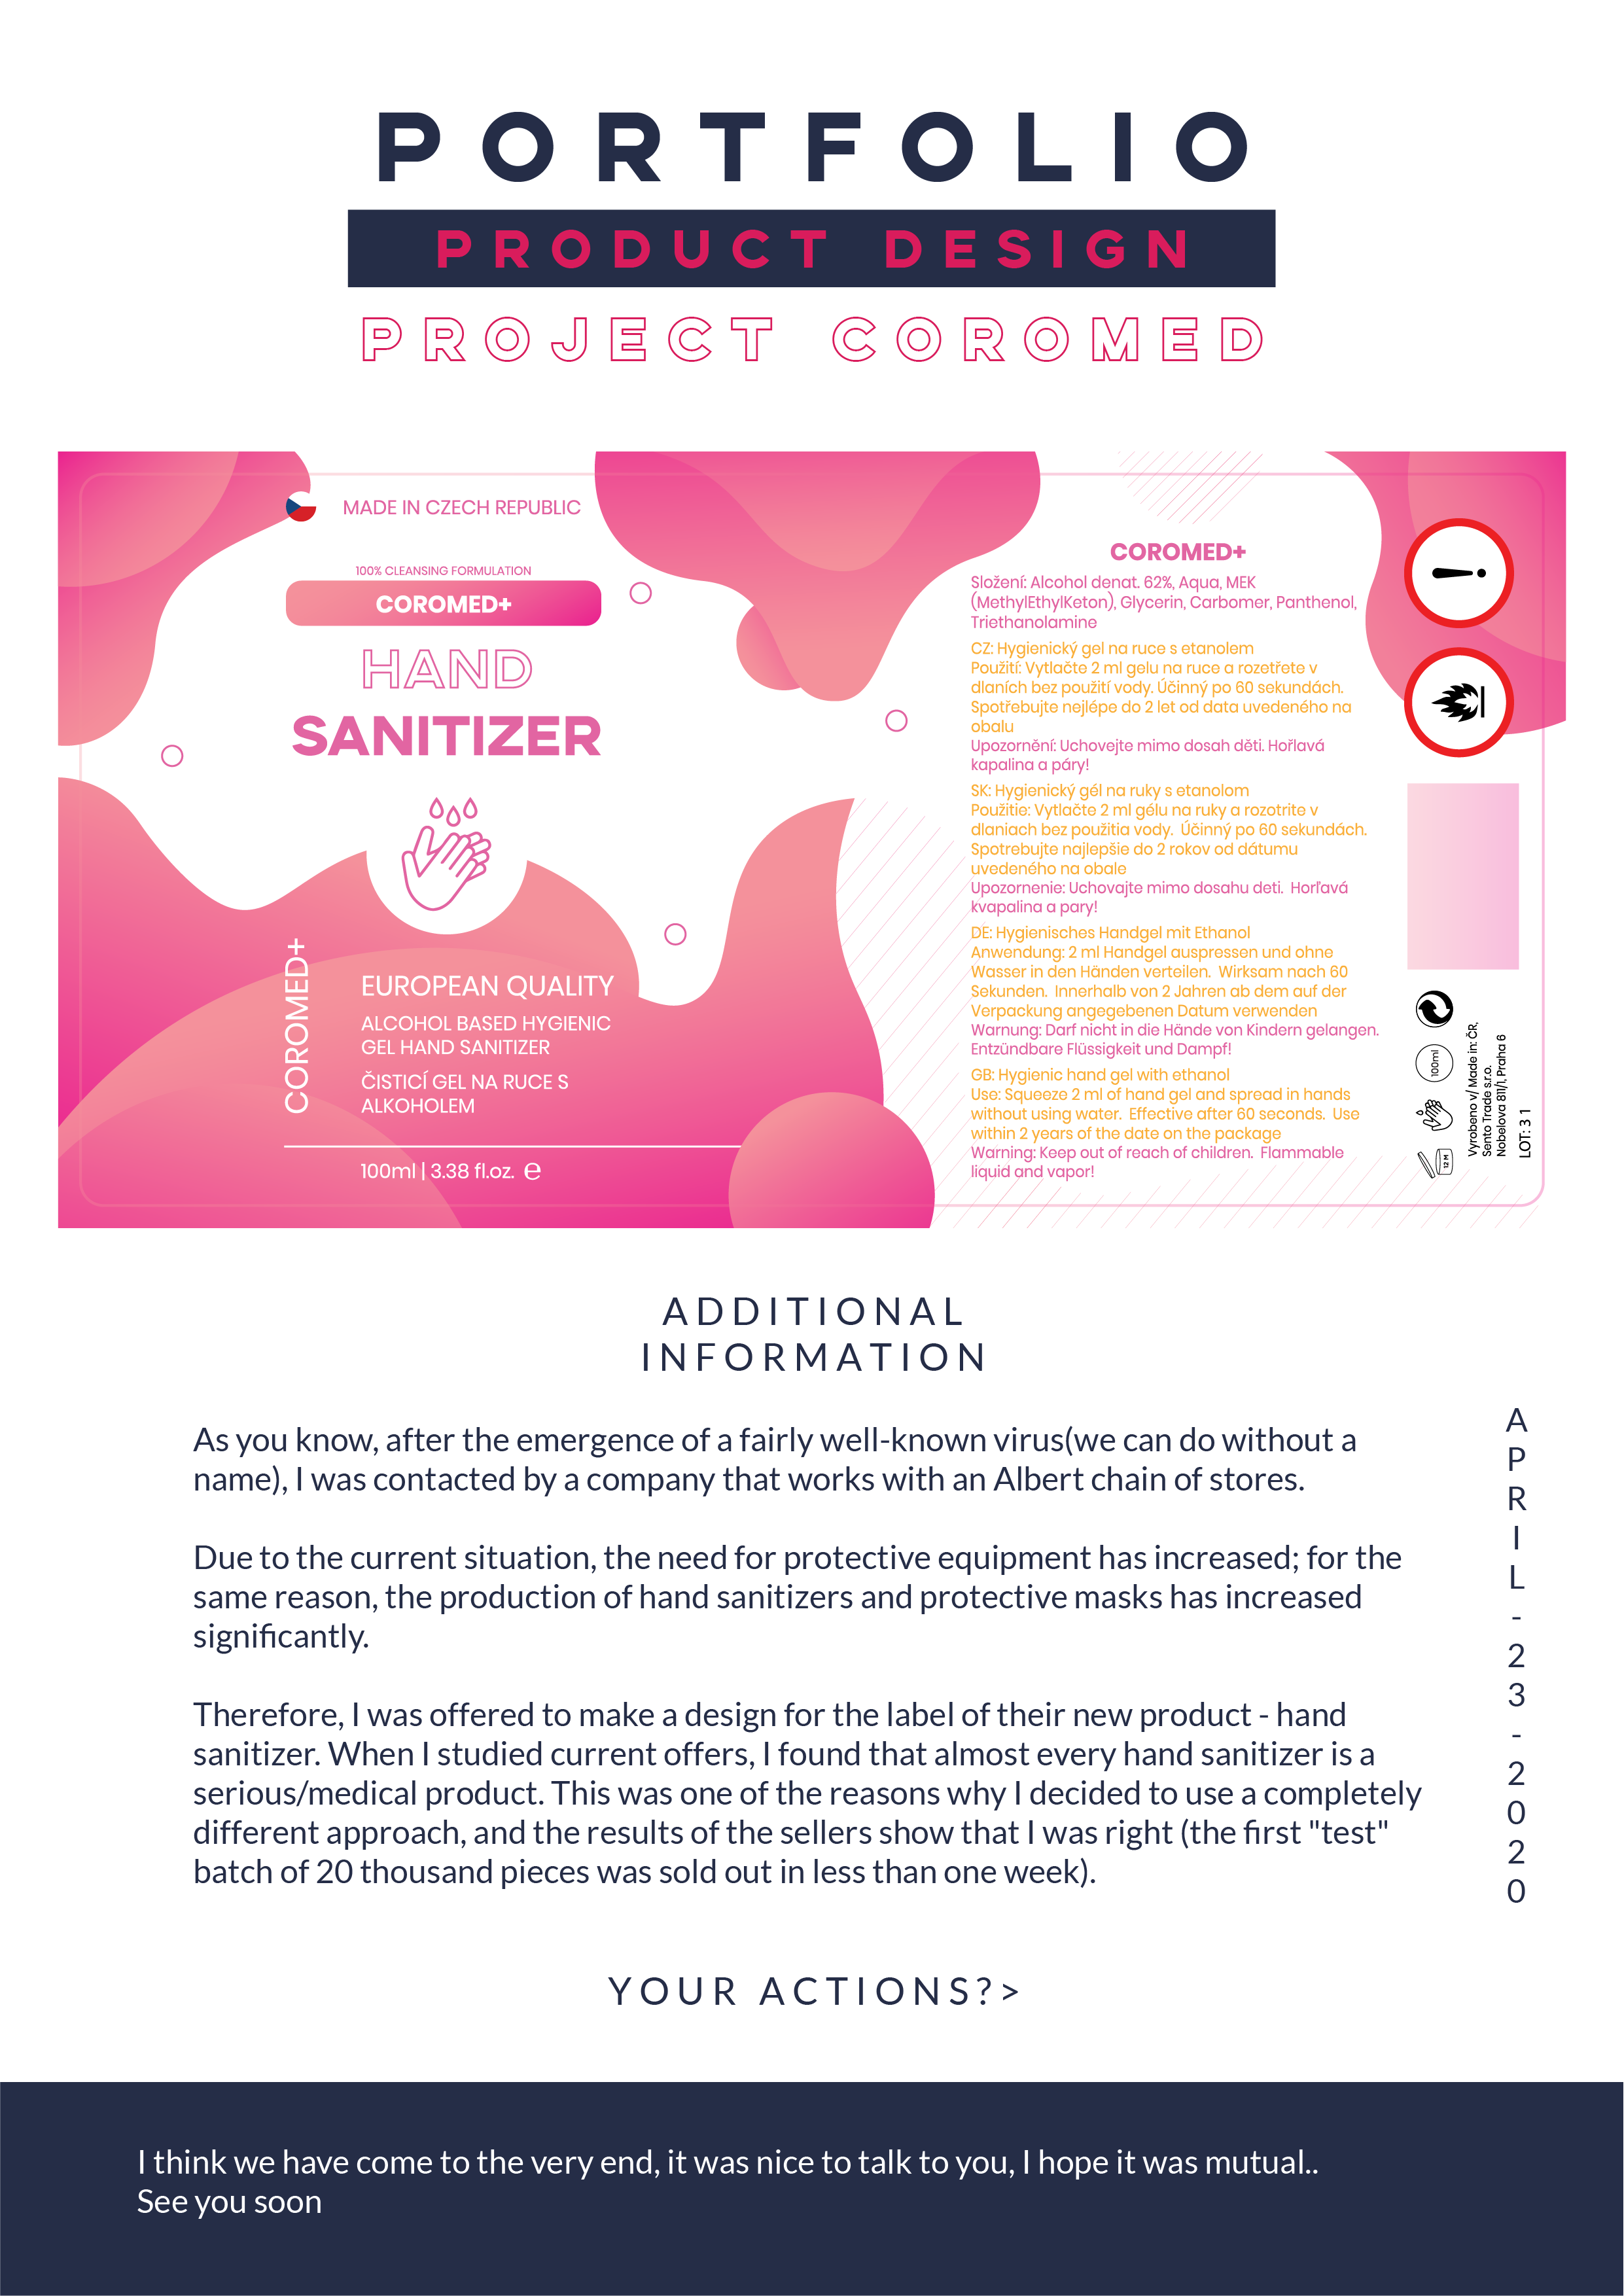 PORTFOLIO
PRODUCT DESIGN
PROJECT COROMED
MADE IN CZECH REPUBLIC
100% CLEANSING FORMULATION
COROMED+
HAND
SANITIZER
COROMED+
EUROPEAN QUALITY
ALCOHOL BASED HYGIENIC
GEL HAND SANITIZER
ČISTICÍ GEL NA RUCE S
ALKOHOLEM
100ml | 3.38 fl.oz. ℮
COROMED+
Složení: Alcohol denat. 62%, Aqua, MEK
(MethylEthylKeton), Glycerin, Carbomer, Panthenol,
Triethanolamine
CZ: Hygienický gel na ruce s etanolem
Použití: Vytlačte 2 ml gelu na ruce a rozetřete v
dlaních bez použití vody. Účinný po 60 sekundách.
Spotřebujte nejlépe do 2 let od data uvedeného na
obalu
Upozornění: Uchovejte mimo dosah děti. Hořlavá
kapalina a páry!
SK: Hygienický gél na ruky s etanolom
Použitie: Vytlačte 2 ml gélu na ruky a rozotrite v
dlaniach bez použitia vody. Účinný po 60 sekundách.
Spotrebujte najlepšie do 2 rokov od dátumu
uvedeného na obale
Upozornenie: Uchovajte mimo dosahu deti. Horľavá
kvapalina a pary!
DE: Hygienisches Handgel mit Ethanol
Anwendung: 2 ml Handgel auspressen und ohne
Wasser in den Händen verteilen. Wirksam nach 60
Sekunden. Innerhalb von 2 Jahren ab dem auf der
Verpackung angegebenen Datum verwenden
Warnung: Darf nicht in die Hände von Kindern gelangen.
Entzündbare Flüssigkeit und Dampf!
GB: Hygienic hand gel with ethanol
Use: Squeeze 2 ml of hand gel and spread in hands
without using water. Effective after 60 seconds. Use
within 2 years of the date on the package
Warning: Keep out of reach of children. Flammable
liquid and vapor!
100ml
12 M
Vyrobeno v/ Made in: ČR,
Sento Trade s.r.o.
Nobelova 811/1, Praha 6
LOT: 3 1
ADDITIONAL
INFORMATION
As you know, after the emergence of a fairly well-known virus(we can do without a
name), I was contacted by a company that works with an Albert chain of stores.
Due to the current situation, the need for protective equipment has increased; for the
same reason, the production of hand sanitizers and protective masks has increased
significantly.
Therefore, I was offered to make a design for the label of their new product - hand
sanitizer. When I studied current offers, I found that almost every hand sanitizer is a
serious/medical product. This was one of the reasons why I decided to use a completely
different approach, and the results of the sellers show that I was right (the first "test"
batch of 20 thousand pieces was sold out in less than one week).
APRIL-23-2020
YOUR ACTIONS?>
I think we have come to the very end, it was nice to talk to you, I hope it was mutual..
See you soon